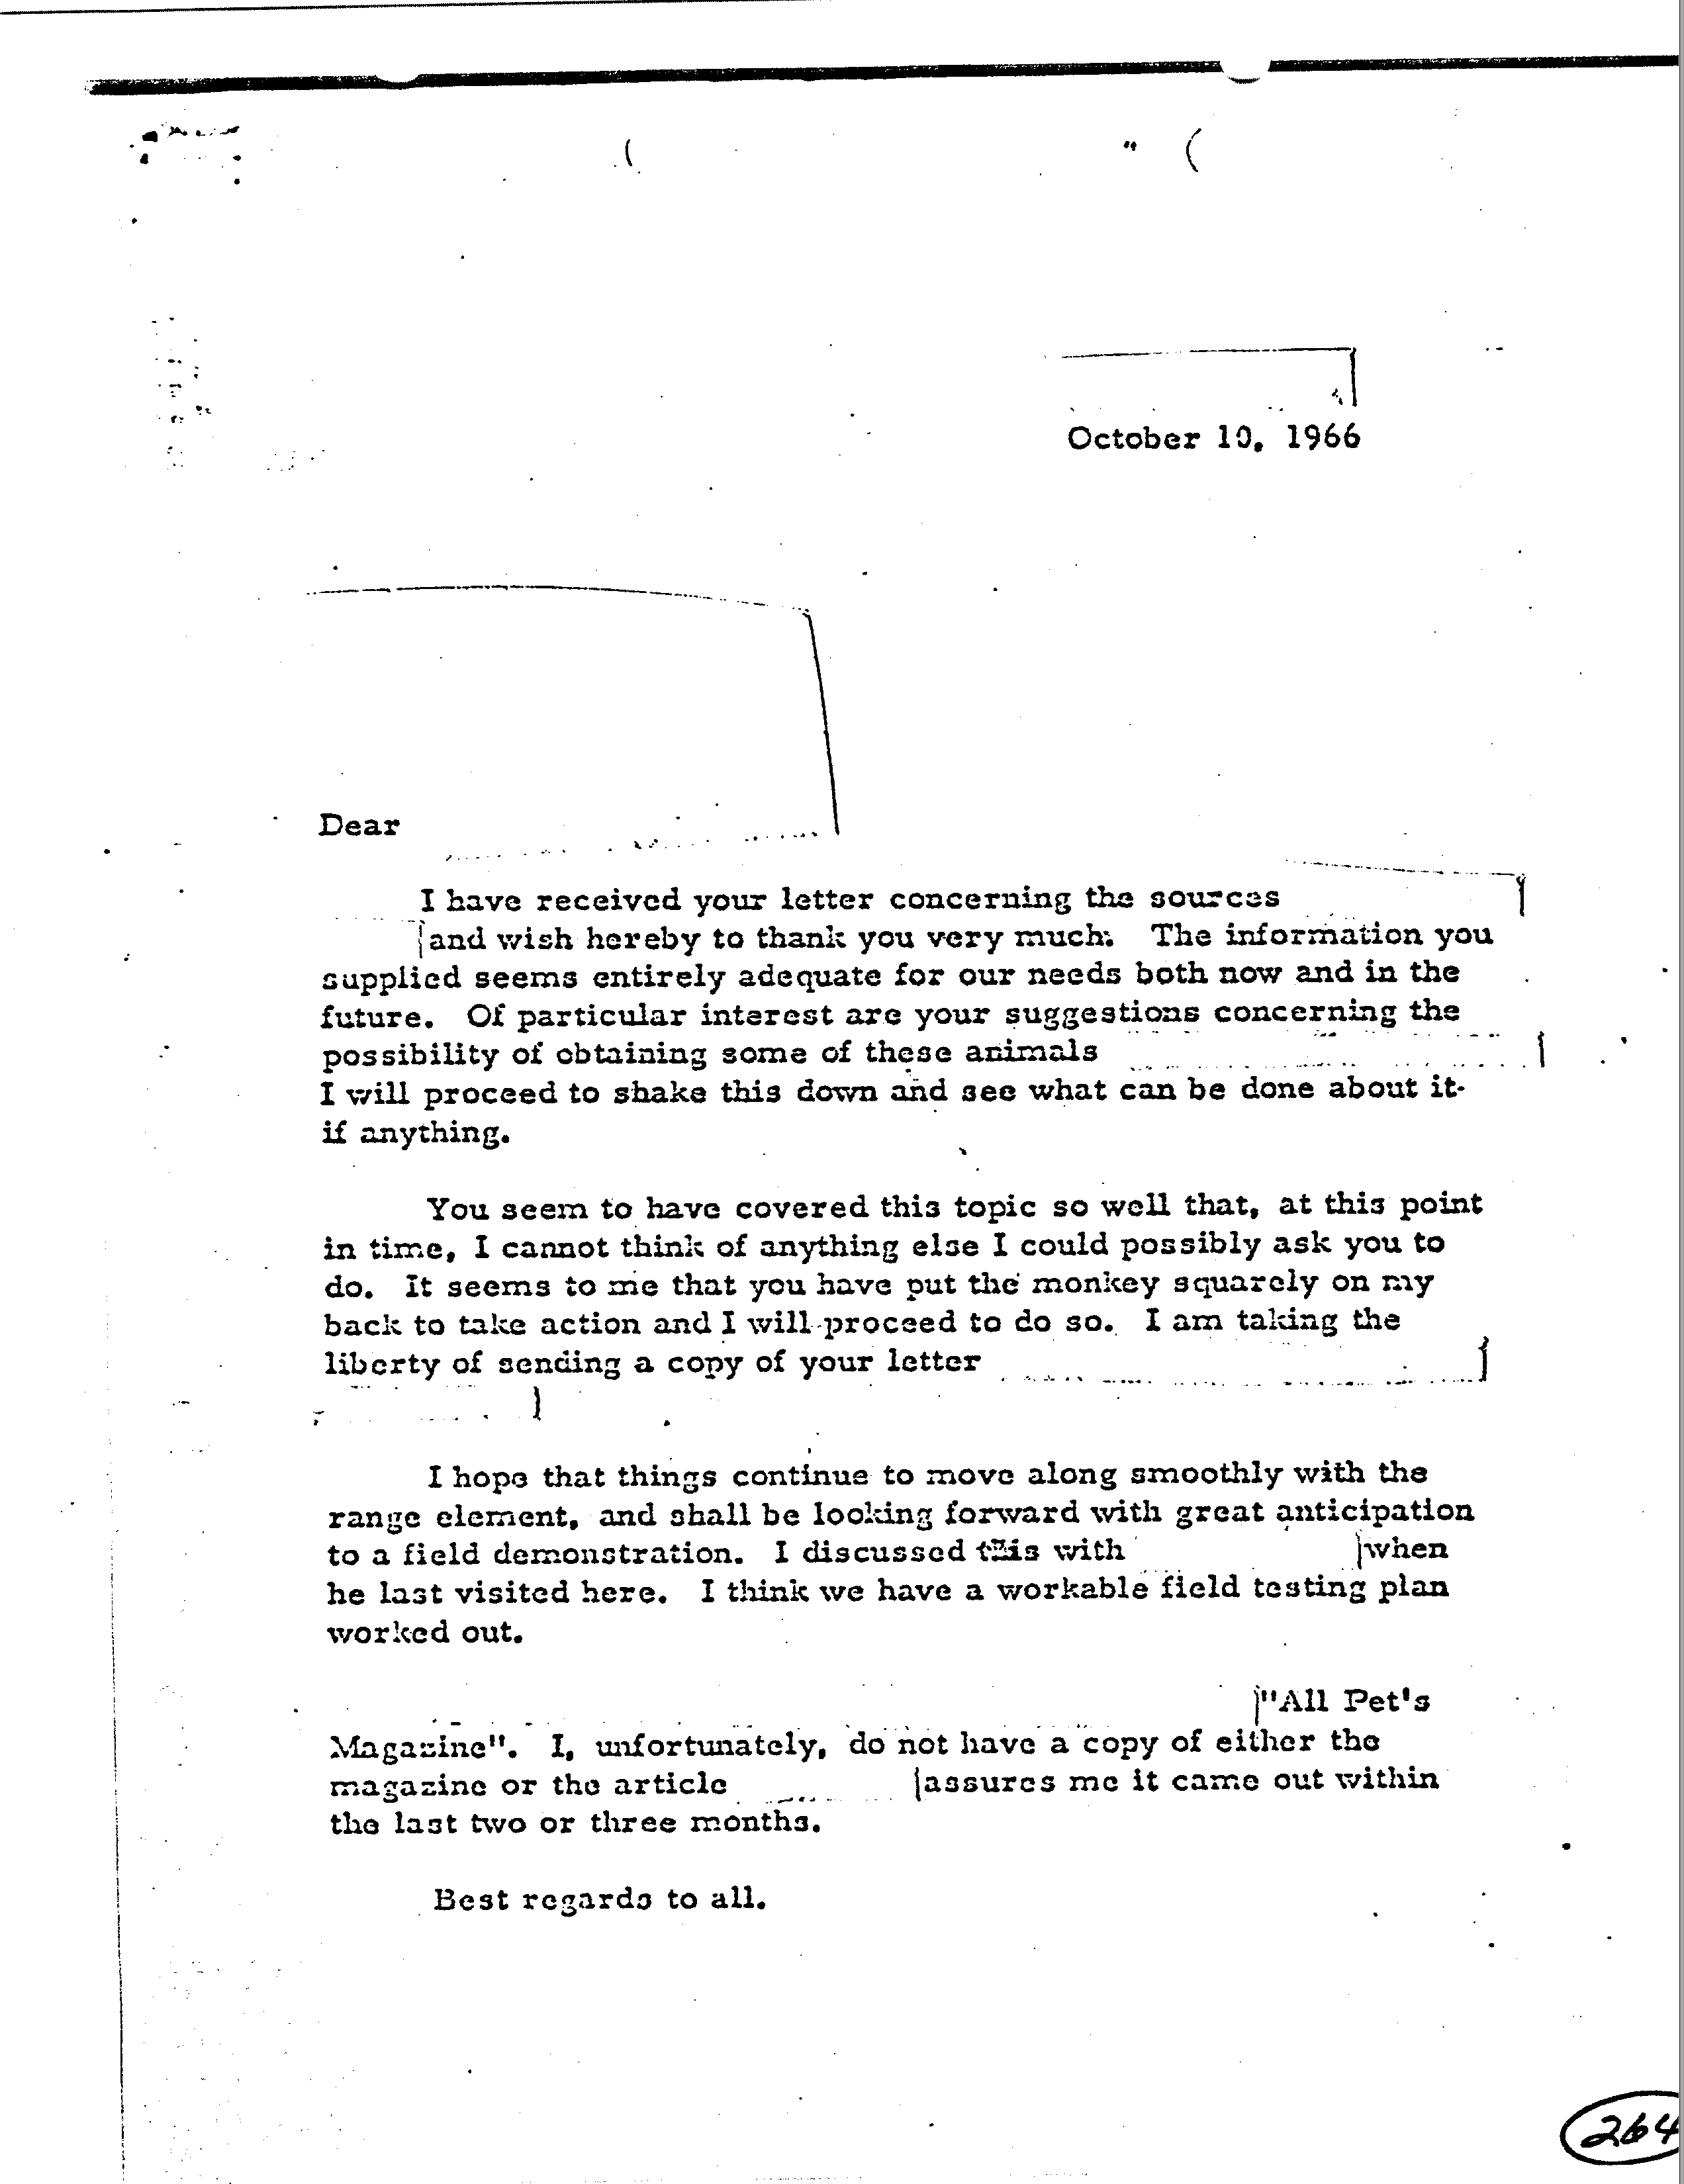 October 10, 1966
Dear
I have received your letter concerning the sources
and wish hereby to thank you very much. The information you
supplied seems entirely adequate for our needs both now and in the
future. Of particular interest are your suggestions concerning the
possibility of obtaining some of these animals
I will proceed to shake this down and see what can be done about it-
if anything.
You seem to have covered this topic so well that, at this point
in time, I cannot think of anything else I could possibly ask you to
do. It seems to me that you have put the monkey squarely on my
back to take action and I will proceed to do so. I am taking the
liberty of sending a copy of your letter
I hope that things continue to move along smoothly with the
range element, and shall be looking forward with great anticipation
to a field demonstration. I discussed this with when
he last visited here. I think we have a workable field testing plan
worked out.
"All Pet's
Magazine". I, unfortunately, do not have a copy of either the
magazine or the article assures me it came out within
the last two or three months.
Best regards to all.
264